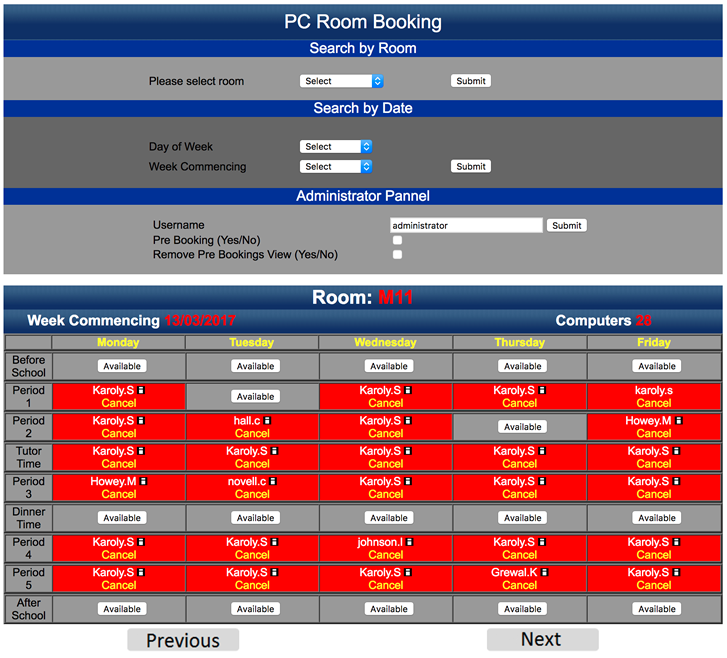 PC Room Booking
Search by Room
Please select room Select Submit
Search by Date
Day of Week Select
Week Commencing Select Submit
Administrator Pannel
Username administrator Submit
Pre Booking (Yes/No)
Remove Pre Bookings View (Yes/No)
Room: M11
Week Commencing 13/03/2017 Computers 28
Monday Tuesday Wednesday Thursday Friday
Before School Available Available Available Available Available
Period 1 Karoly.S Cancel Available Karoly.S Cancel Karoly.S Cancel karoly.s Cancel
Period 2 Karoly.S Cancel hall.c Cancel Karoly.S Cancel Available Howey.M Cancel
Tutor Time Karoly.S Cancel Karoly.S Cancel Karoly.S Cancel Karoly.S Cancel Karoly.S Cancel
Period 3 Howey.M Cancel novell.c Cancel Karoly.S Cancel Karoly.S Cancel Karoly.S Cancel
Dinner Time Available Available Available Available Available
Period 4 Karoly.S Cancel Karoly.S Cancel johnson.l Cancel Karoly.S Cancel Karoly.S Cancel
Period 5 Karoly.S Cancel Karoly.S Cancel Karoly.S Cancel Grewal.K Cancel Karoly.S Cancel
After School Available Available Available Available Available
Previous Next